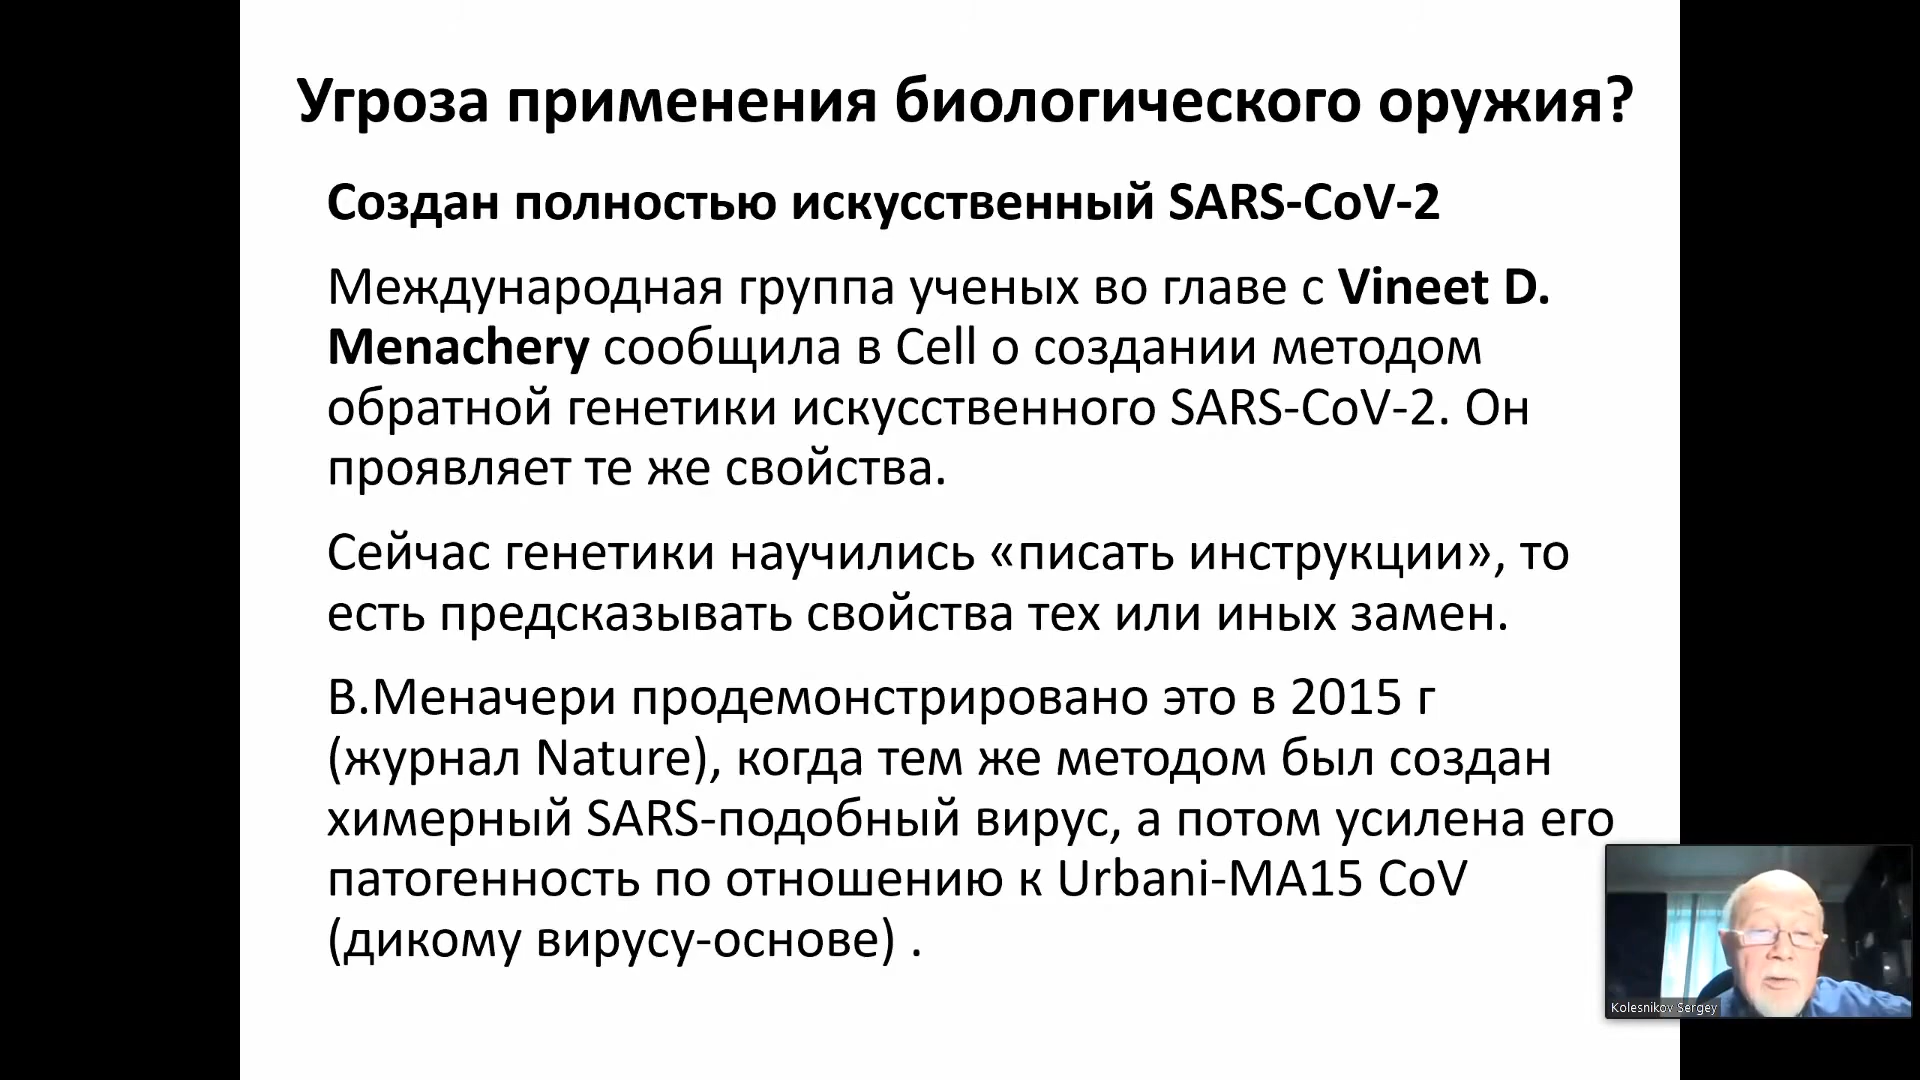 Угроза применения биологического оружия?
Создан полностью искусственный SARS-CoV-2
Международная группа ученых во главе с Vineet D.
Menachery сообщила в Cell о создании методом
обратной генетики искусственного SARS-CoV-2. Он
проявляет те же свойства.
Сейчас генетики научились «писать инструкции», то
есть предсказывать свойства тех или иных замен.
В.Меначери продемонстрировано это в 2015 г
(журнал Nature), когда тем же методом был создан
химерный SARS-подобный вирус, а потом усилена его
патогенность по отношению к Urbani-MA15 CoV
(дикому вирусу-основе) .
Kolesnikov Sergey